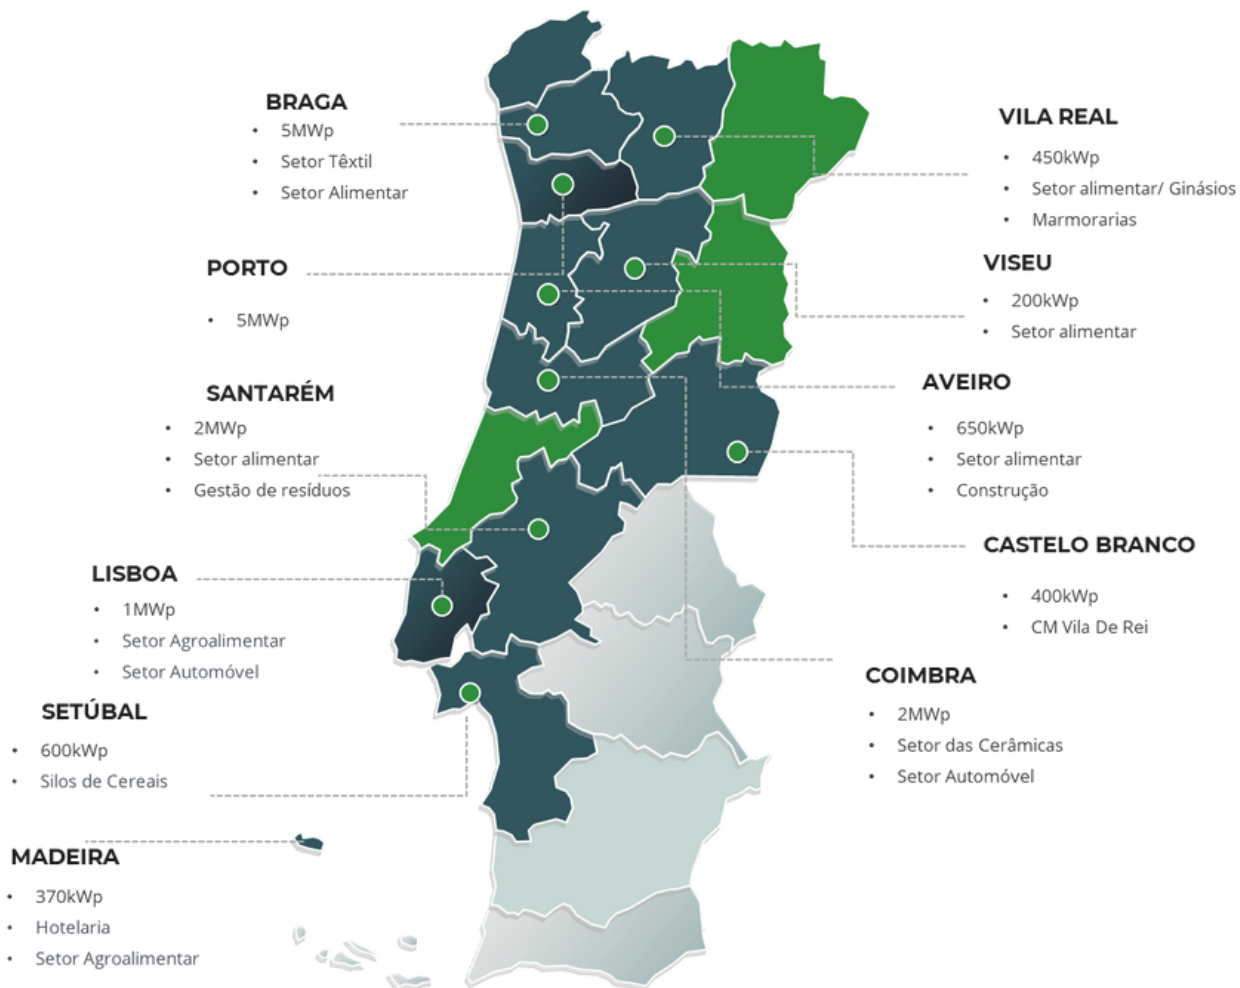 BRAGA
• 5MWp
• Setor Têxtil
• Setor Alimentar
PORTO
• 5MWp
SANTARÉM
• 2MWp
• Setor alimentar
• Gestão de resíduos
LISBOA
• 1MWp
• Setor Agroalimentar
• Setor Automóvel
SETÚBAL
• 600kWp
• Silos de Cereais
MADEIRA
• 370kWp
• Hotelaria
• Setor Agroalimentar
VILA REAL
• 450kWp
• Setor alimentar/ Ginásios
• Marmorarias
VISEU
• 200kWp
• Setor alimentar
AVEIRO
• 650kWp
• Setor alimentar
• Construção
CASTELO BRANCO
• 400kWp
• CM Vila De Rei
COIMBRA
• 2MWp
• Setor das Cerâmicas
• Setor Automóvel